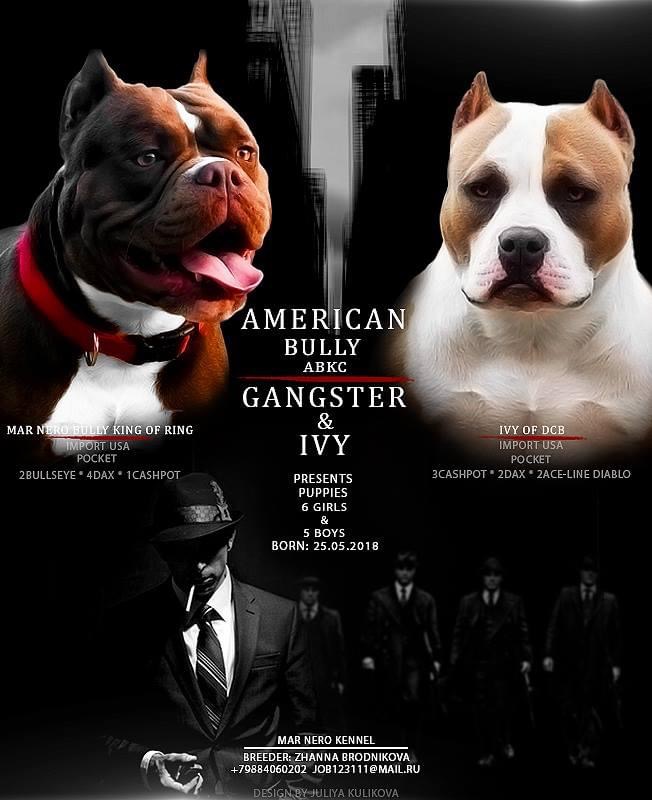 AMERICAN
BULLY
ABKC
GANGSTER
&
IVY
MAR NERO BULLY KING OF RING
IMPORT USA
POCKET
2BULLSEYE * 4DAX * 1CASHPOT
IVY OF DCB
IMPORT USA
POCKET
3CASHPOT * 2DAX * 2ACE-LINE DIABLO
PRESENTS
PUPPIES
6 GIRLS
&
5 BOYS
BORN: 25.05.2018
MAR NERO KENNEL
BREEDER: ZHANNA BRODNIKOVA
+79884060202 JOB123111@MAIL.RU
DESIGN BY JULIYA KULIKOVA